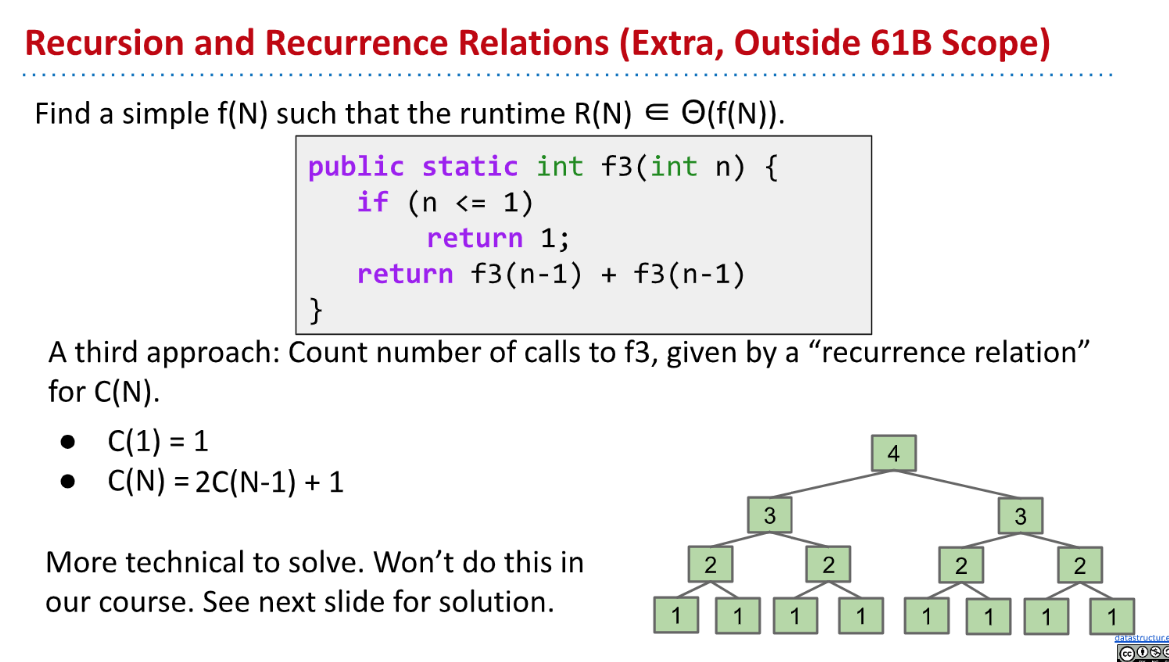 Recursion and Recurrence Relations (Extra, Outside 61B Scope)
Find a simple f(N) such that the runtime R(N) ∈ Θ(f(N)).
public static int f3(int n) {
if (n <= 1)
return 1;
return f3(n-1) + f3(n-1)
}
A third approach: Count number of calls to f3, given by a “recurrence relation”
for C(N).
● C(1) = 1
● C(N) = 2C(N-1) + 1
More technical to solve. Won’t do this in
our course. See next slide for solution.
4
3 3
2 2 2 2
1 1 1 1 1 1 1 1